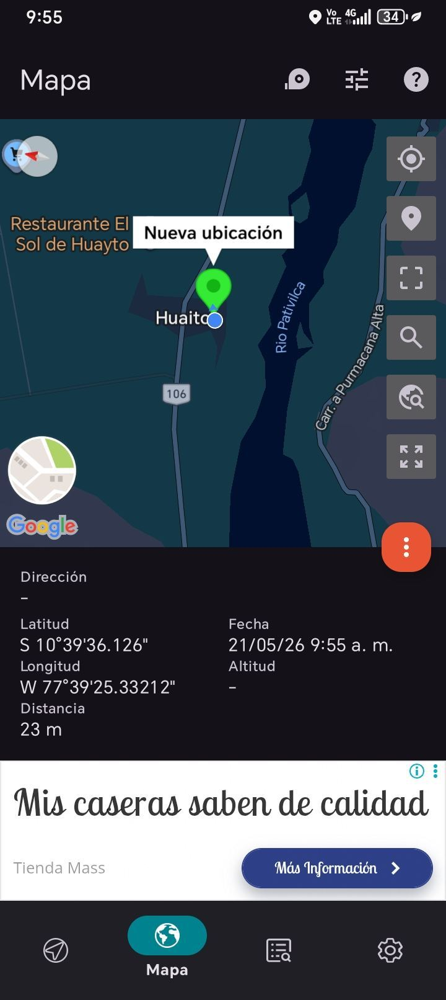 9:55
Vo
LTE
4G
34
Mapa
Restaurante El
Sol de Huayto
Nueva ubicación
Huaito
Rio Pativilca
Carr. a Purmacana Alta
106
Google
Dirección
–
Latitud
S 10°39'36.126"
Fecha
21/05/26 9:55 a. m.
Longitud
W 77°39'25.33212"
Altitud
–
Distancia
23 m
Mis caseras saben de calidad
Tienda Mass
Más Información
Mapa